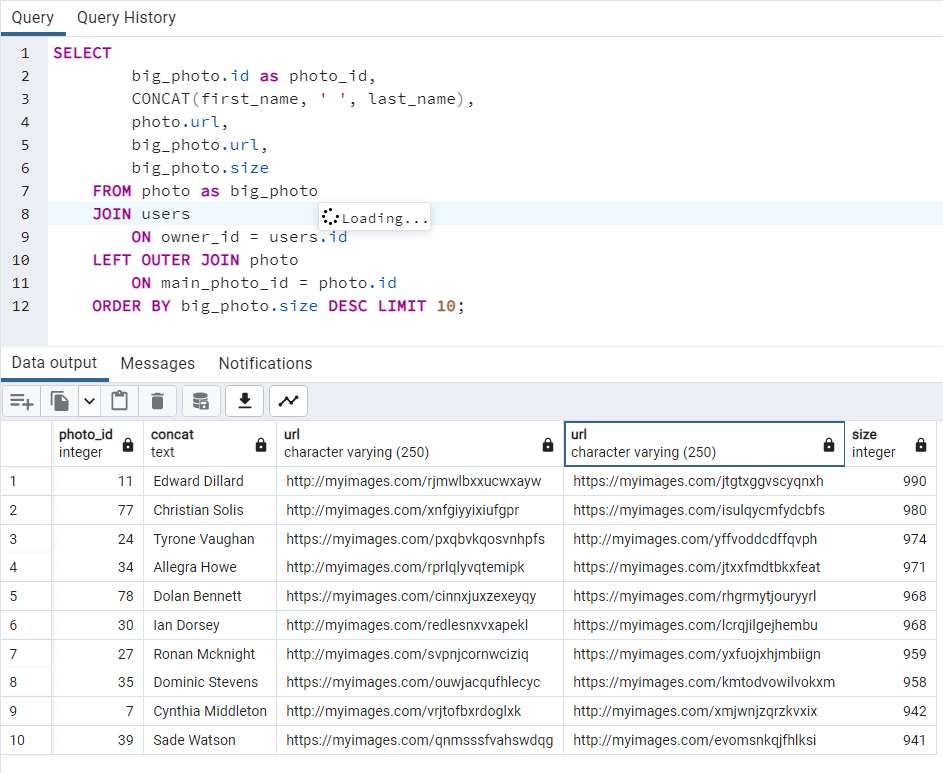 Query Query History
1 SELECT
2 big_photo.id as photo_id,
3 CONCAT(first_name, ' ', last_name),
4 photo.url,
5 big_photo.url,
6 big_photo.size
7 FROM photo as big_photo
8 JOIN users
Loading...
9 ON owner_id = users.id
10 LEFT OUTER JOIN photo
11 ON main_photo_id = photo.id
12 ORDER BY big_photo.size DESC LIMIT 10;
Data output Messages Notifications
photo_id concat url url size
integer text character varying (250) character varying (250) integer
1 11 Edward Dillard http://myimages.com/rjmwlbxxucwxayw https://myimages.com/jtgtxggvscyqnxh 990
2 77 Christian Solis http://myimages.com/xnfgiyyixiufgpr https://myimages.com/isulqycmfydcbfs 980
3 24 Tyrone Vaughan https://myimages.com/pxqbvkqosvnhpfs http://myimages.com/yffvoddcdffqvph 974
4 34 Allegra Howe http://myimages.com/rprlqlyvqtemipk https://myimages.com/jtxxfmdtbkxfeat 971
5 78 Dolan Bennett http://myimages.com/cinnxjuxzexeyqy https://myimages.com/rhgrmytjouryyrl 968
6 30 Ian Dorsey http://myimages.com/redlesnxvxapekl https://myimages.com/lcrqjilgejhembu 968
7 27 Ronan Mcknight http://myimages.com/svpnjcornwciziq https://myimages.com/yxfuojxhjmbiign 959
8 35 Dominic Stevens http://myimages.com/ouwjacqufhlecyc https://myimages.com/kmtodvowilvokxm 958
9 7 Cynthia Middleton http://myimages.com/vrjtofbxrdoglxk http://myimages.com/xmjwnjzqrzkvxix 942
10 39 Sade Watson https://myimages.com/qnmsssfvahswdqg http://myimages.com/evomsnkqjfhlksi 941